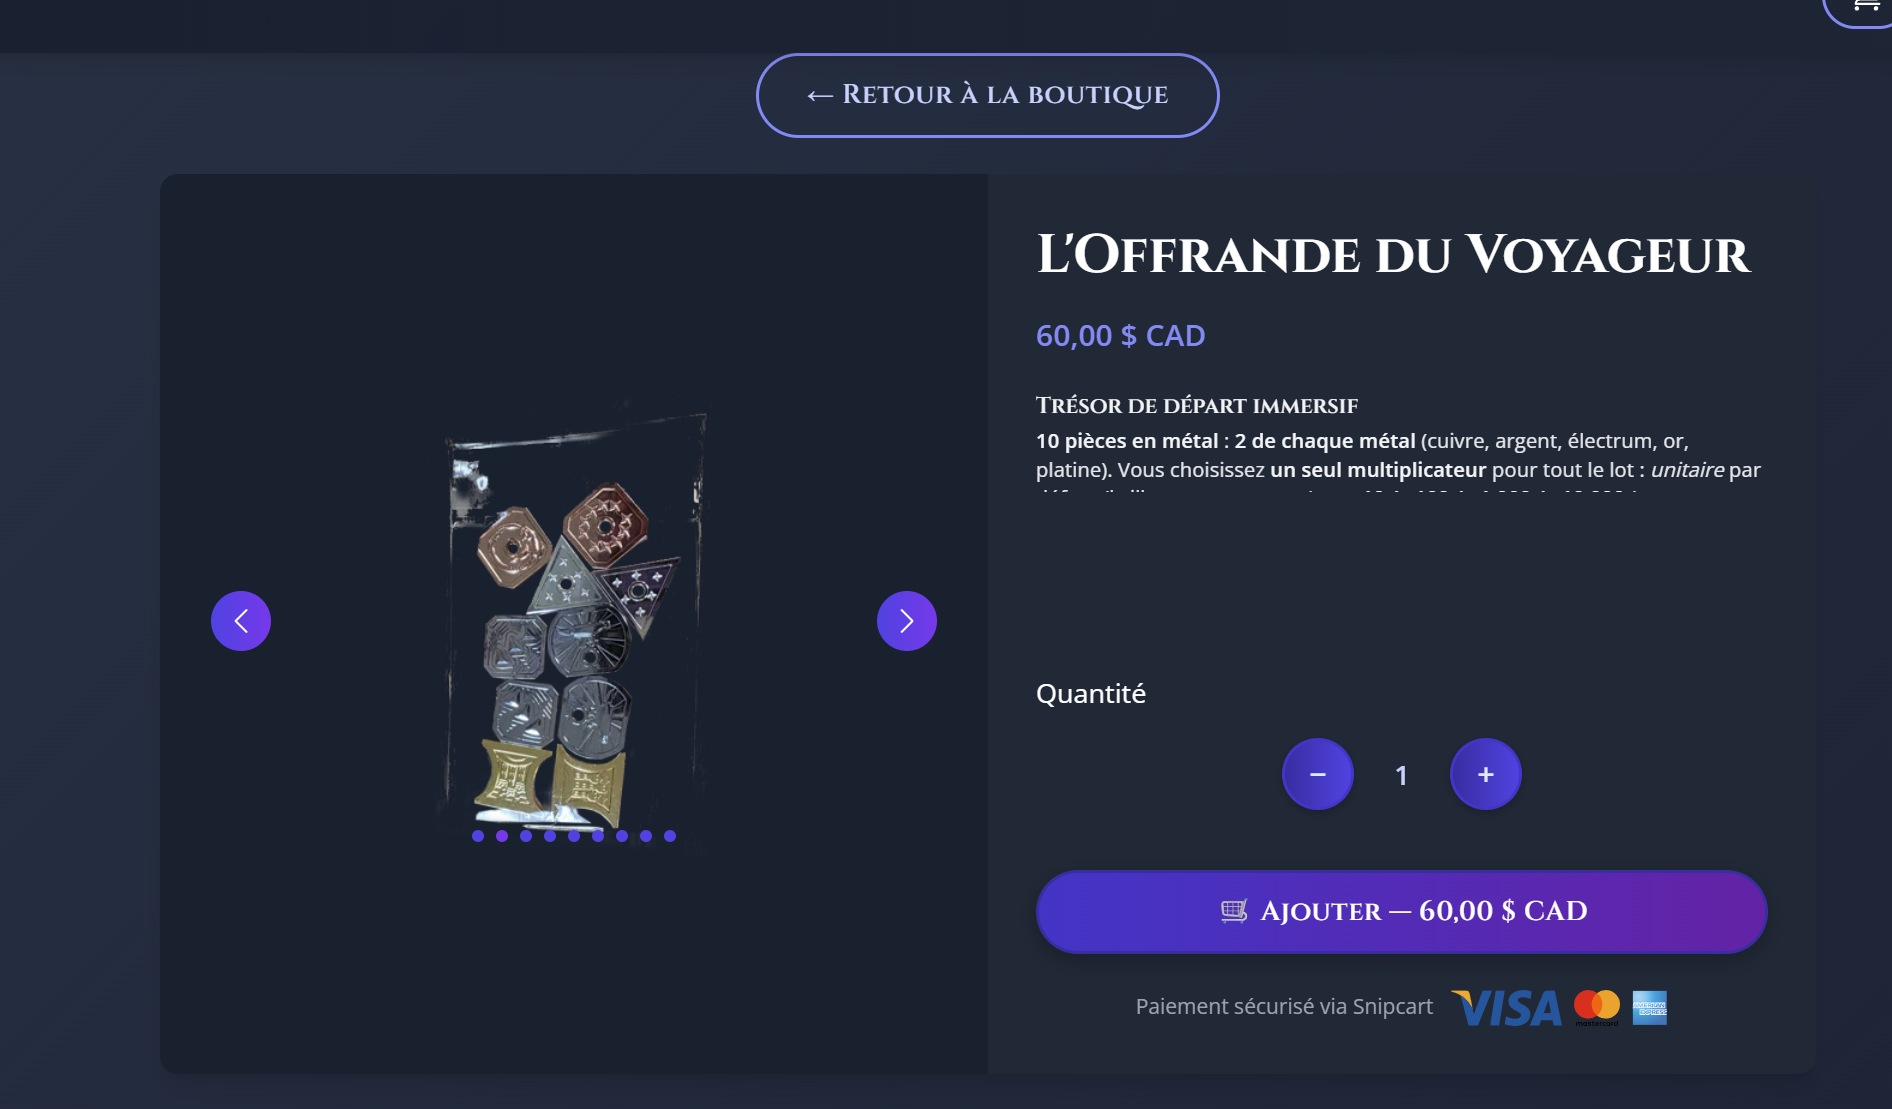 ← Retour à la boutique
L'Offrande du Voyageur
60,00 $ CAD
Trésor de départ immersif
10 pièces en métal : 2 de chaque métal (cuivre, argent, électrum, or,
platine). Vous choisissez un seul multiplicateur pour tout le lot : unitaire par
Quantité
− 1 +
Ajouter — 60,00 $ CAD
Paiement sécurisé via Snipcart VISA mastercard AMERICAN EXPRESS